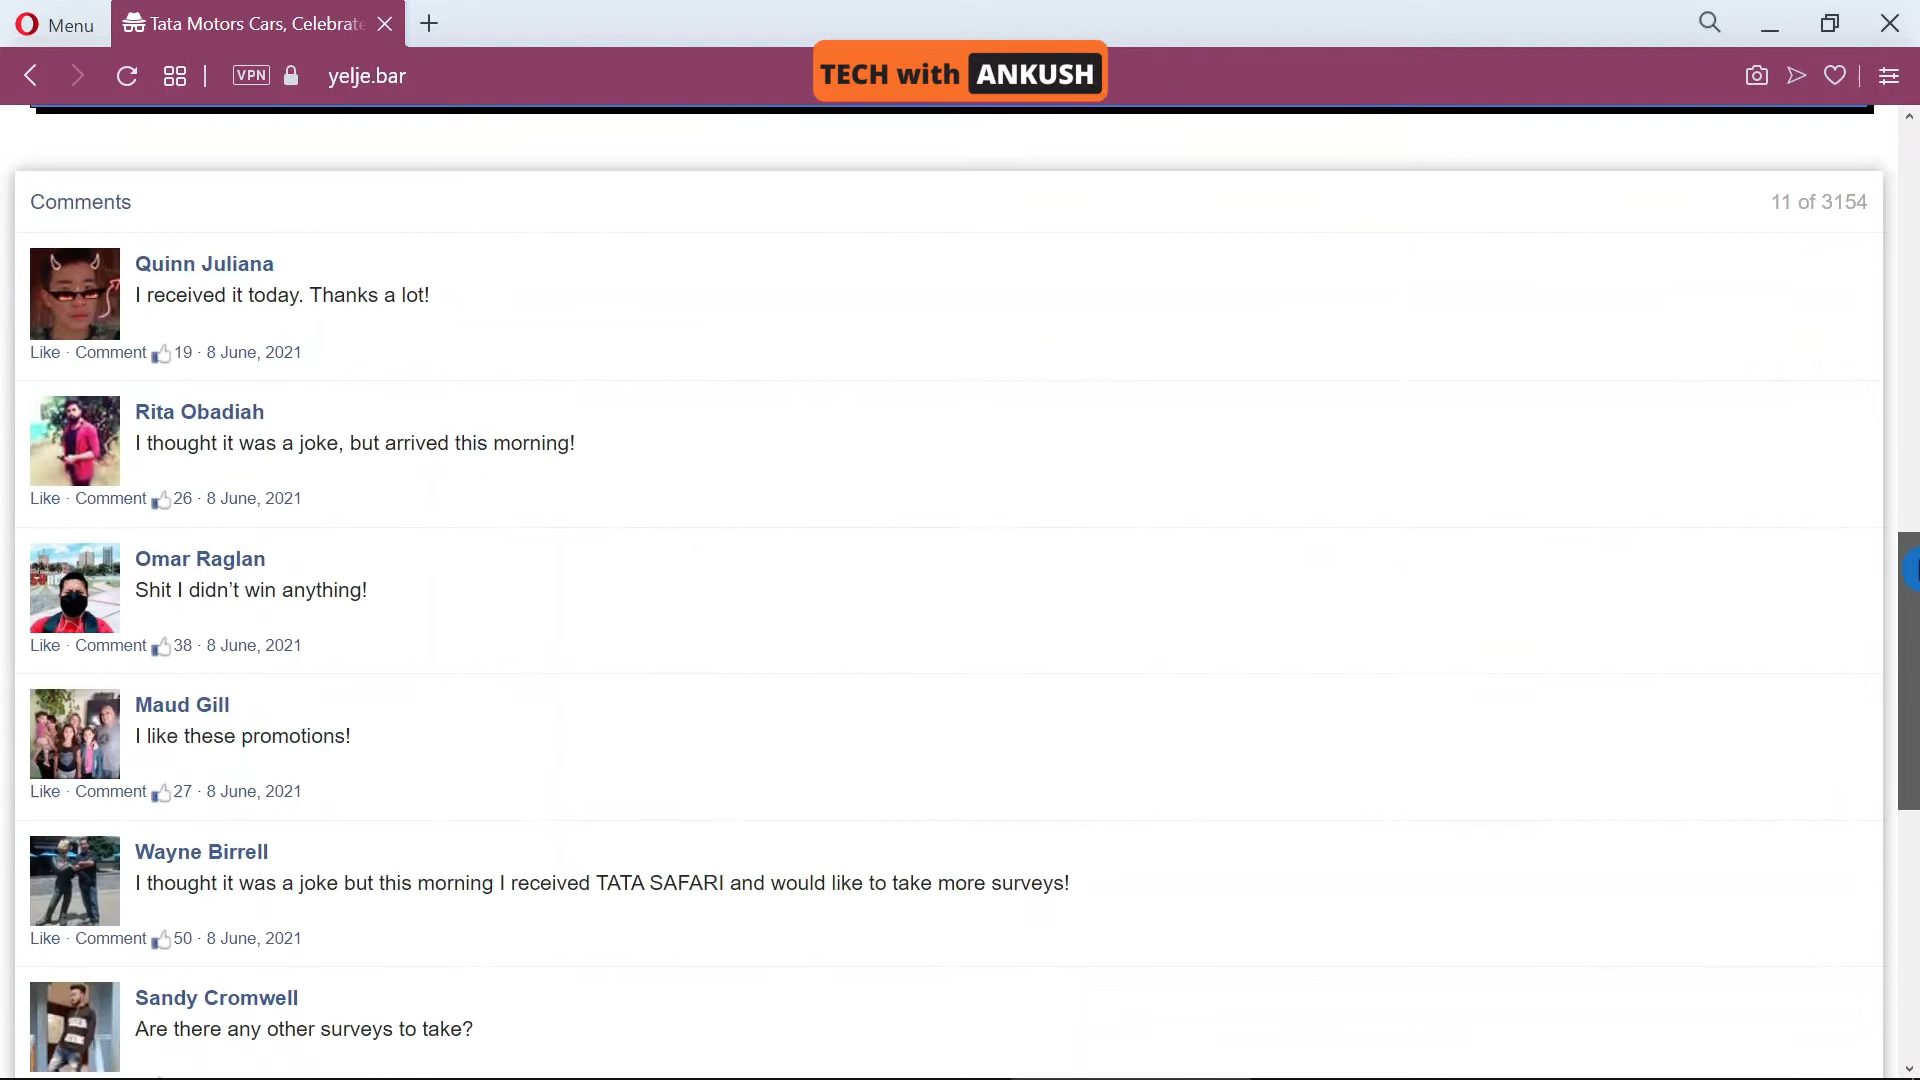 Menu
Tata Motors Cars, Celebrate
VPN
yelje.bar
TECH with ANKUSH
Comments
11 of 3154
Quinn Juliana
I received it today. Thanks a lot!
Like · Comment 19 · 8 June, 2021
Rita Obadiah
I thought it was a joke, but arrived this morning!
Like · Comment 26 · 8 June, 2021
Omar Raglan
Shit I didn’t win anything!
Like · Comment 38 · 8 June, 2021
Maud Gill
I like these promotions!
Like · Comment 27 · 8 June, 2021
Wayne Birrell
I thought it was a joke but this morning I received TATA SAFARI and would like to take more surveys!
Like · Comment 50 · 8 June, 2021
Sandy Cromwell
Are there any other surveys to take?